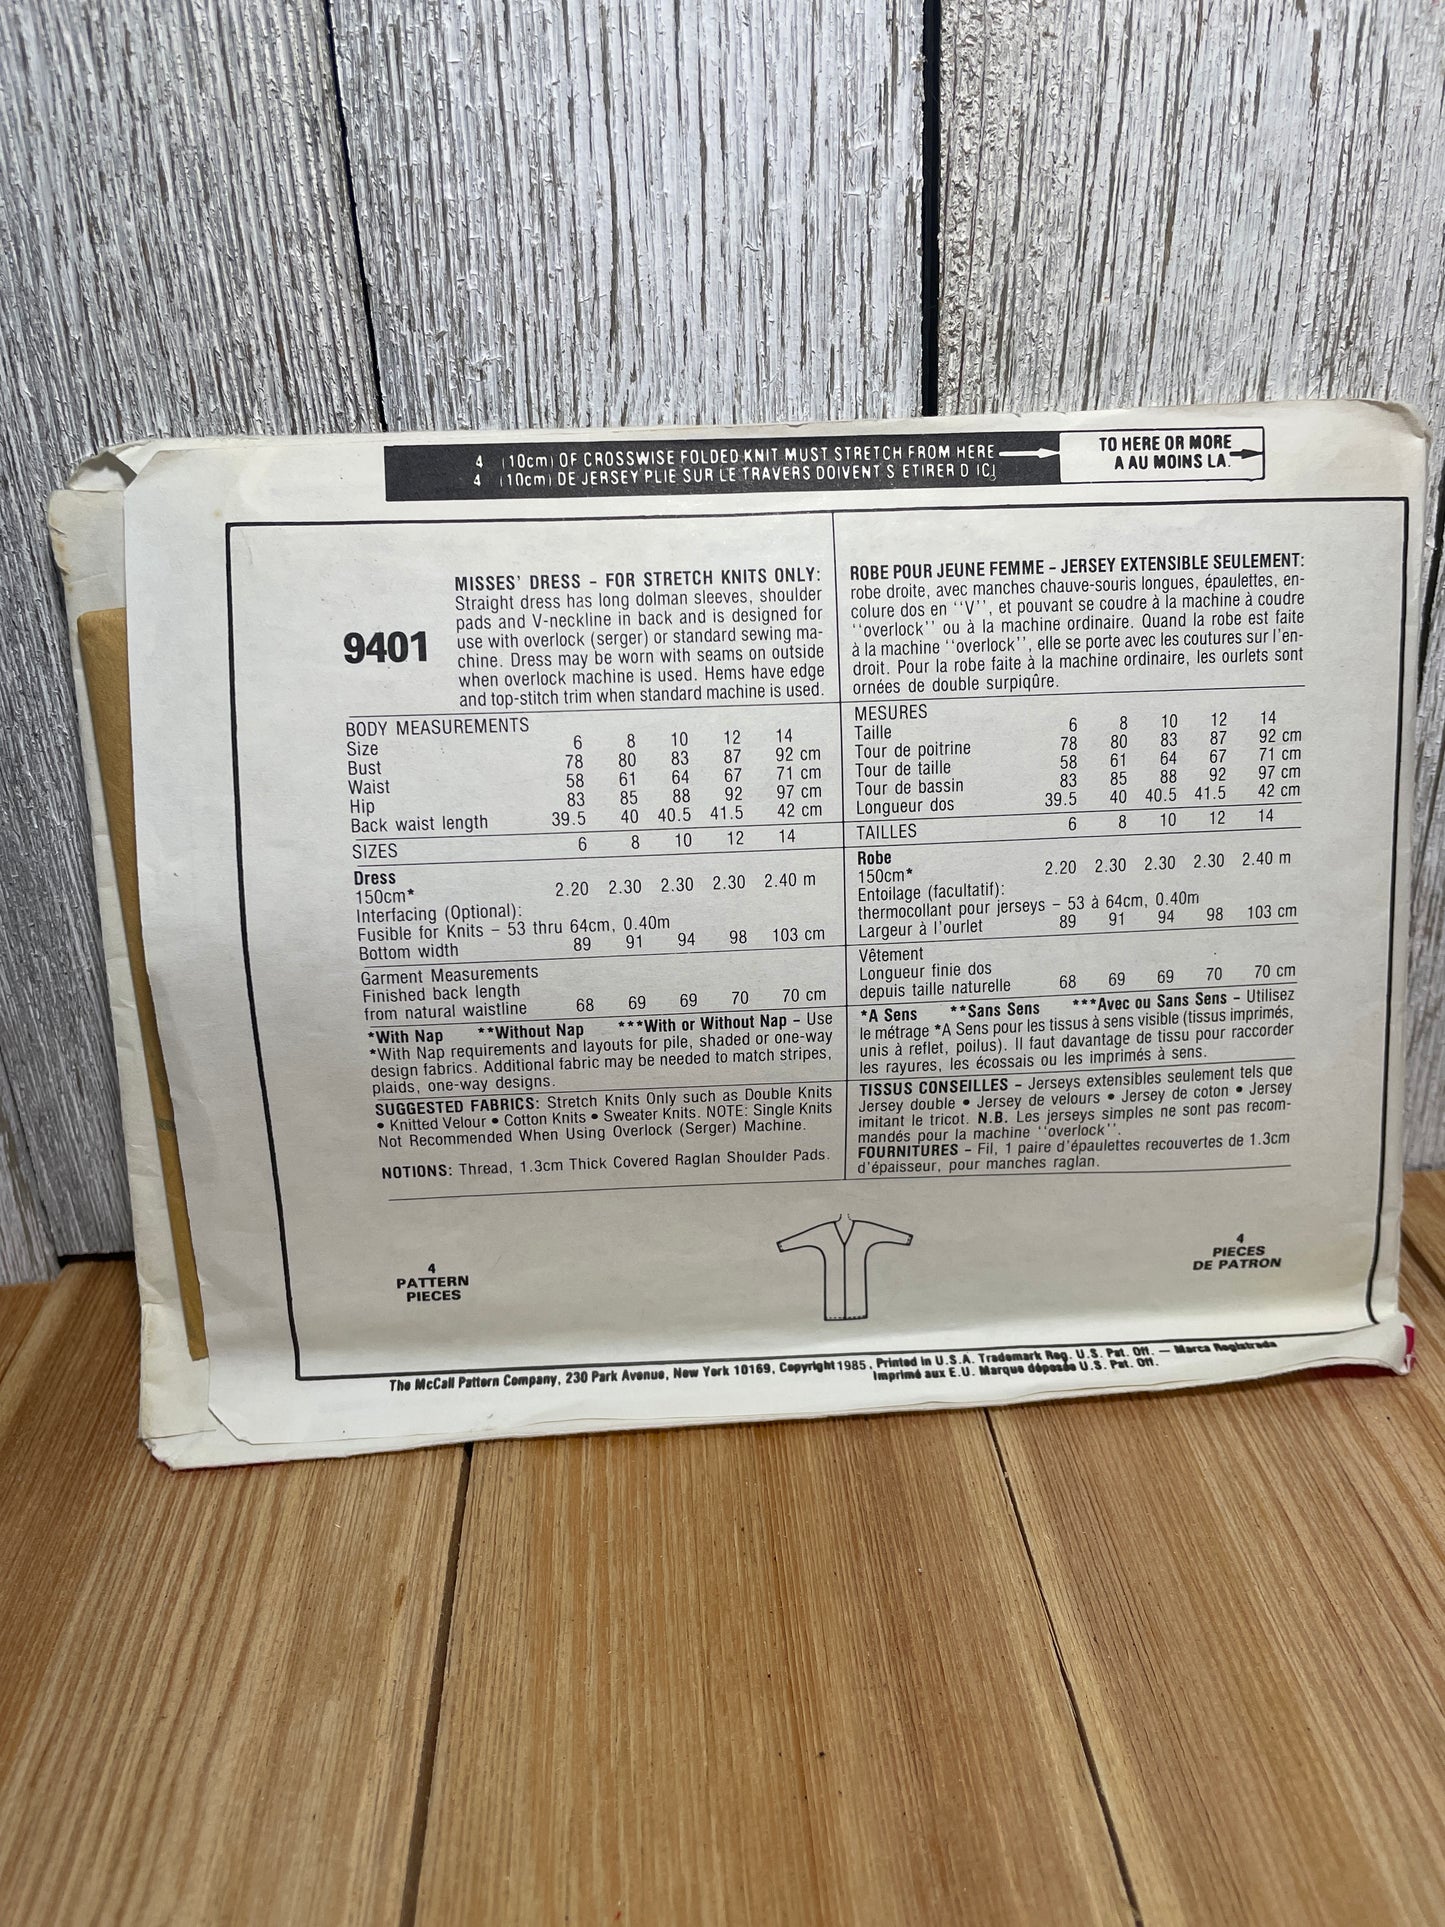 4 (10cm) OF CROSSWISE FOLDED KNIT MUST STRETCH FROM HERE
4 (10cm) DE JERSEY PLIE SUR LE TRAVERS DOIVENT S ETIRER D ICI
TO HERE OR MORE
A AU MOINS LA.
9401
MISSES' DRESS – FOR STRETCH KNITS ONLY:
Straight dress has long dolman sleeves, shoulder
pads and V-neckline in back and is designed for
use with overlock (serger) or standard sewing ma-
chine. Dress may be worn with seams on outside
when overlock machine is used. Hems have edge
and top-stitch trim when standard machine is used.
BODY MEASUREMENTS
Size 6 8 10 12 14
Bust 78 80 83 87 92 cm
Waist 58 61 64 67 71 cm
Hip 83 85 88 92 97 cm
Back waist length 39.5 40 40.5 41.5 42 cm
SIZES 6 8 10 12 14
Dress
150cm* 2.20 2.30 2.30 2.30 2.40 m
Interfacing (Optional):
Fusible for Knits – 53 thru 64cm, 0.40m
Bottom width 89 91 94 98 103 cm
Garment Measurements
Finished back length
from natural waistline 68 69 69 70 70 cm
*With Nap **Without Nap ***With or Without Nap – Use
*With Nap requirements and layouts for pile, shaded or one-way
design fabrics. Additional fabric may be needed to match stripes,
plaids, one-way designs.
SUGGESTED FABRICS: Stretch Knits Only such as Double Knits
• Knitted Velour • Cotton Knits • Sweater Knits. NOTE: Single Knits
Not Recommended When Using Overlock (Serger) Machine.
NOTIONS: Thread, 1.3cm Thick Covered Raglan Shoulder Pads.
ROBE POUR JEUNE FEMME – JERSEY EXTENSIBLE SEULEMENT:
robe droite, avec manches chauve-souris longues, épaulettes, en-
colure dos en ''V'', et pouvant se coudre à la machine à coudre
''overlock'' ou à la machine ordinaire. Quand la robe est faite
à la machine ''overlock'', elle se porte avec les coutures sur l'en-
droit. Pour la robe faite à la machine ordinaire, les ourlets sont
ornées de double surpiqûre.
MESURES
Taille 6 8 10 12 14
Tour de poitrine 78 80 83 87 92 cm
Tour de taille 58 61 64 67 71 cm
Tour de bassin 83 85 88 92 97 cm
Longueur dos 39.5 40 40.5 41.5 42 cm
TAILLES 6 8 10 12 14
Robe
150cm* 2.20 2.30 2.30 2.30 2.40 m
Entoilage (facultatif):
thermocollant pour jerseys – 53 à 64cm, 0.40m
Largeur à l'ourlet 89 91 94 98 103 cm
Vêtement
Longueur finie dos
depuis taille naturelle 68 69 69 70 70 cm
*A Sens **Sans Sens ***Avec ou Sans Sens – Utilisez
le métrage *A Sens pour les tissus à sens visible (tissus imprimés,
unis à reflet, poilus). Il faut davantage de tissu pour raccorder
les rayures, les écossais ou les imprimés à sens.
TISSUS CONSEILLES – Jerseys extensibles seulement tels que
Jersey double • Jersey de velours • Jersey de coton • Jersey
imitant le tricot. N.B. Les jerseys simples ne sont pas recom-
mandés pour la machine ''overlock''.
FOURNITURES – Fil, 1 paire d'épaulettes recouvertes de 1.3cm
d'épaisseur, pour manches raglan.
4
PATTERN
PIECES
4
PIECES
DE PATRON
The McCall Pattern Company, 230 Park Avenue, New York 10169, Copyright 1985, Printed in U.S.A. Trademark Reg. U.S. Pat. Off. — Marca Registrada
Imprimé aux E.U. Marque déposée U.S. Pat. Off.